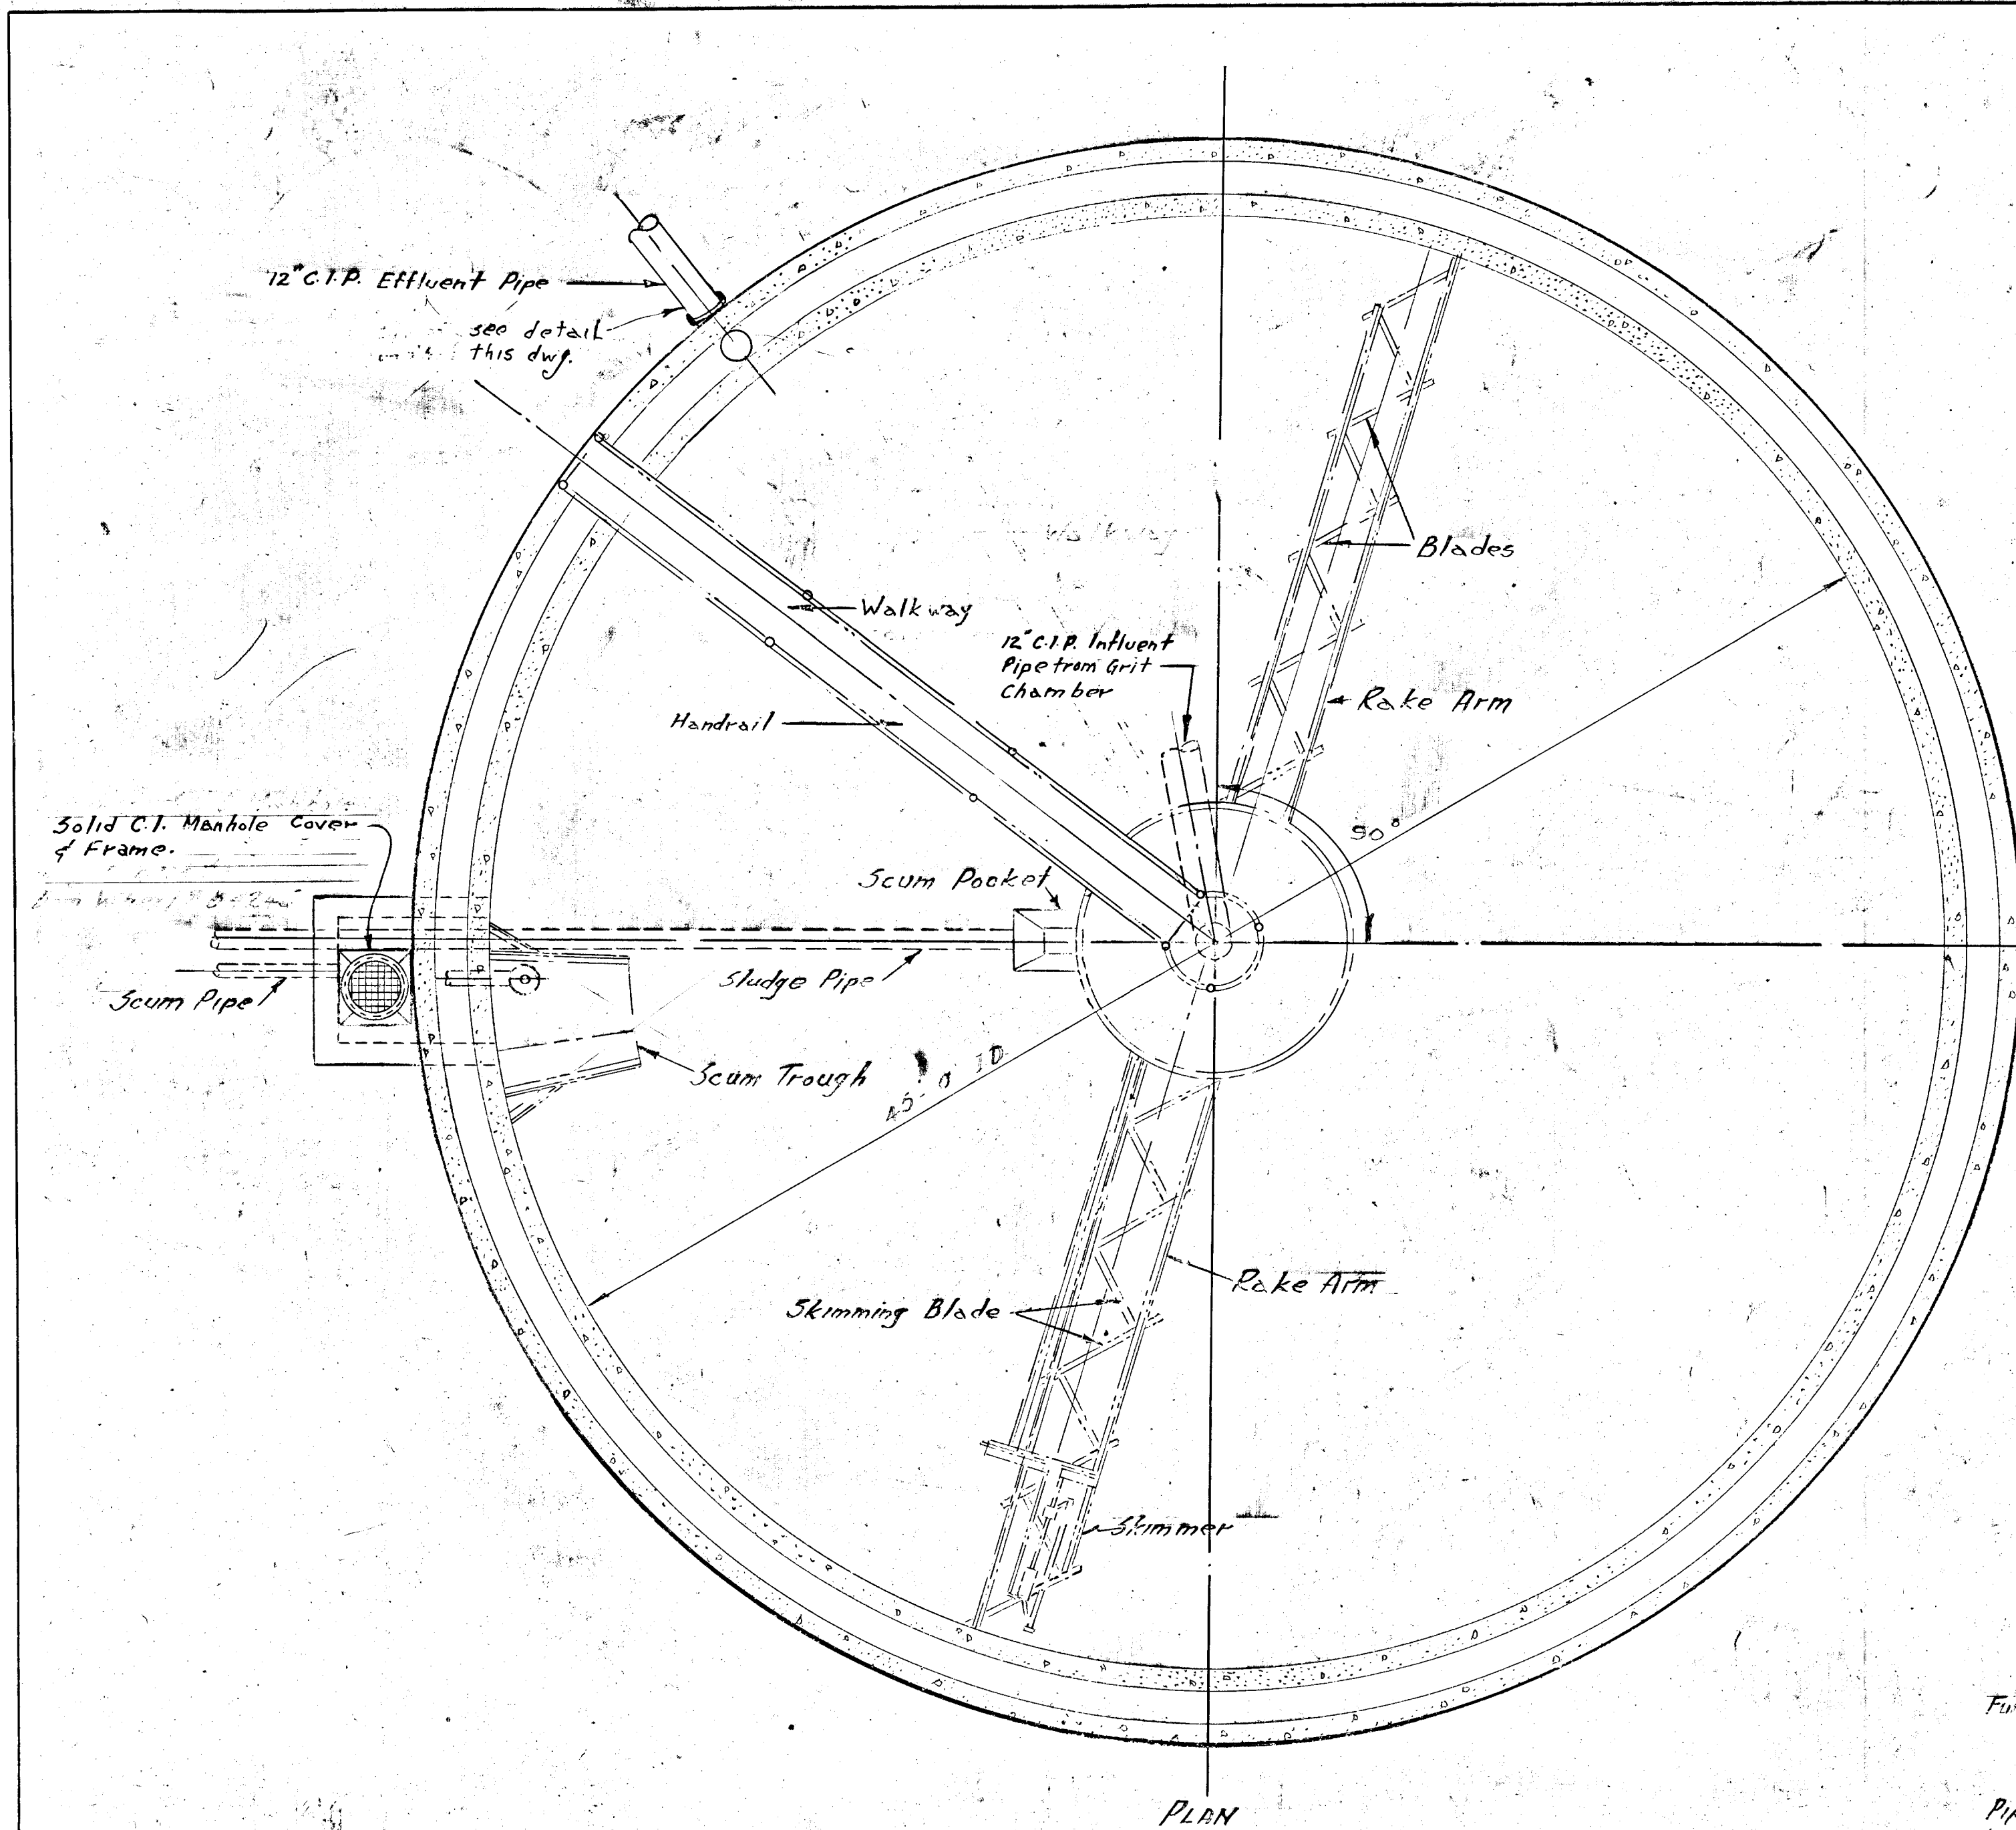 12" C.I.P. Effluent Pipe
see detail
this dwg.
Blades
Walkway
12" C.I.P. Influent
Pipe from Grit
Chamber
Rake Arm
Handrail
90°
Solid C.I. Manhole Cover
& Frame.
Scum Pocket
Sludge Pipe
Scum Pipe
Scum Trough
45'-0 ID
Rake Arm
Skimming Blade
Skimmer
PLAN